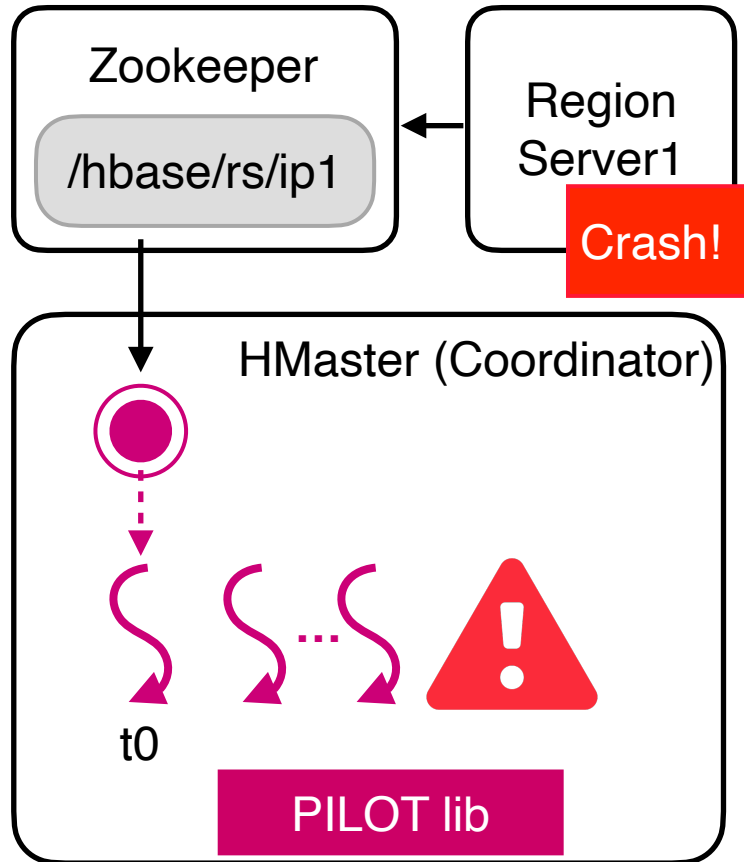 Zookeeper
/hbase/rs/ip1
Region
Server1
Crash!
HMaster (Coordinator)
...
t0
PILOT lib